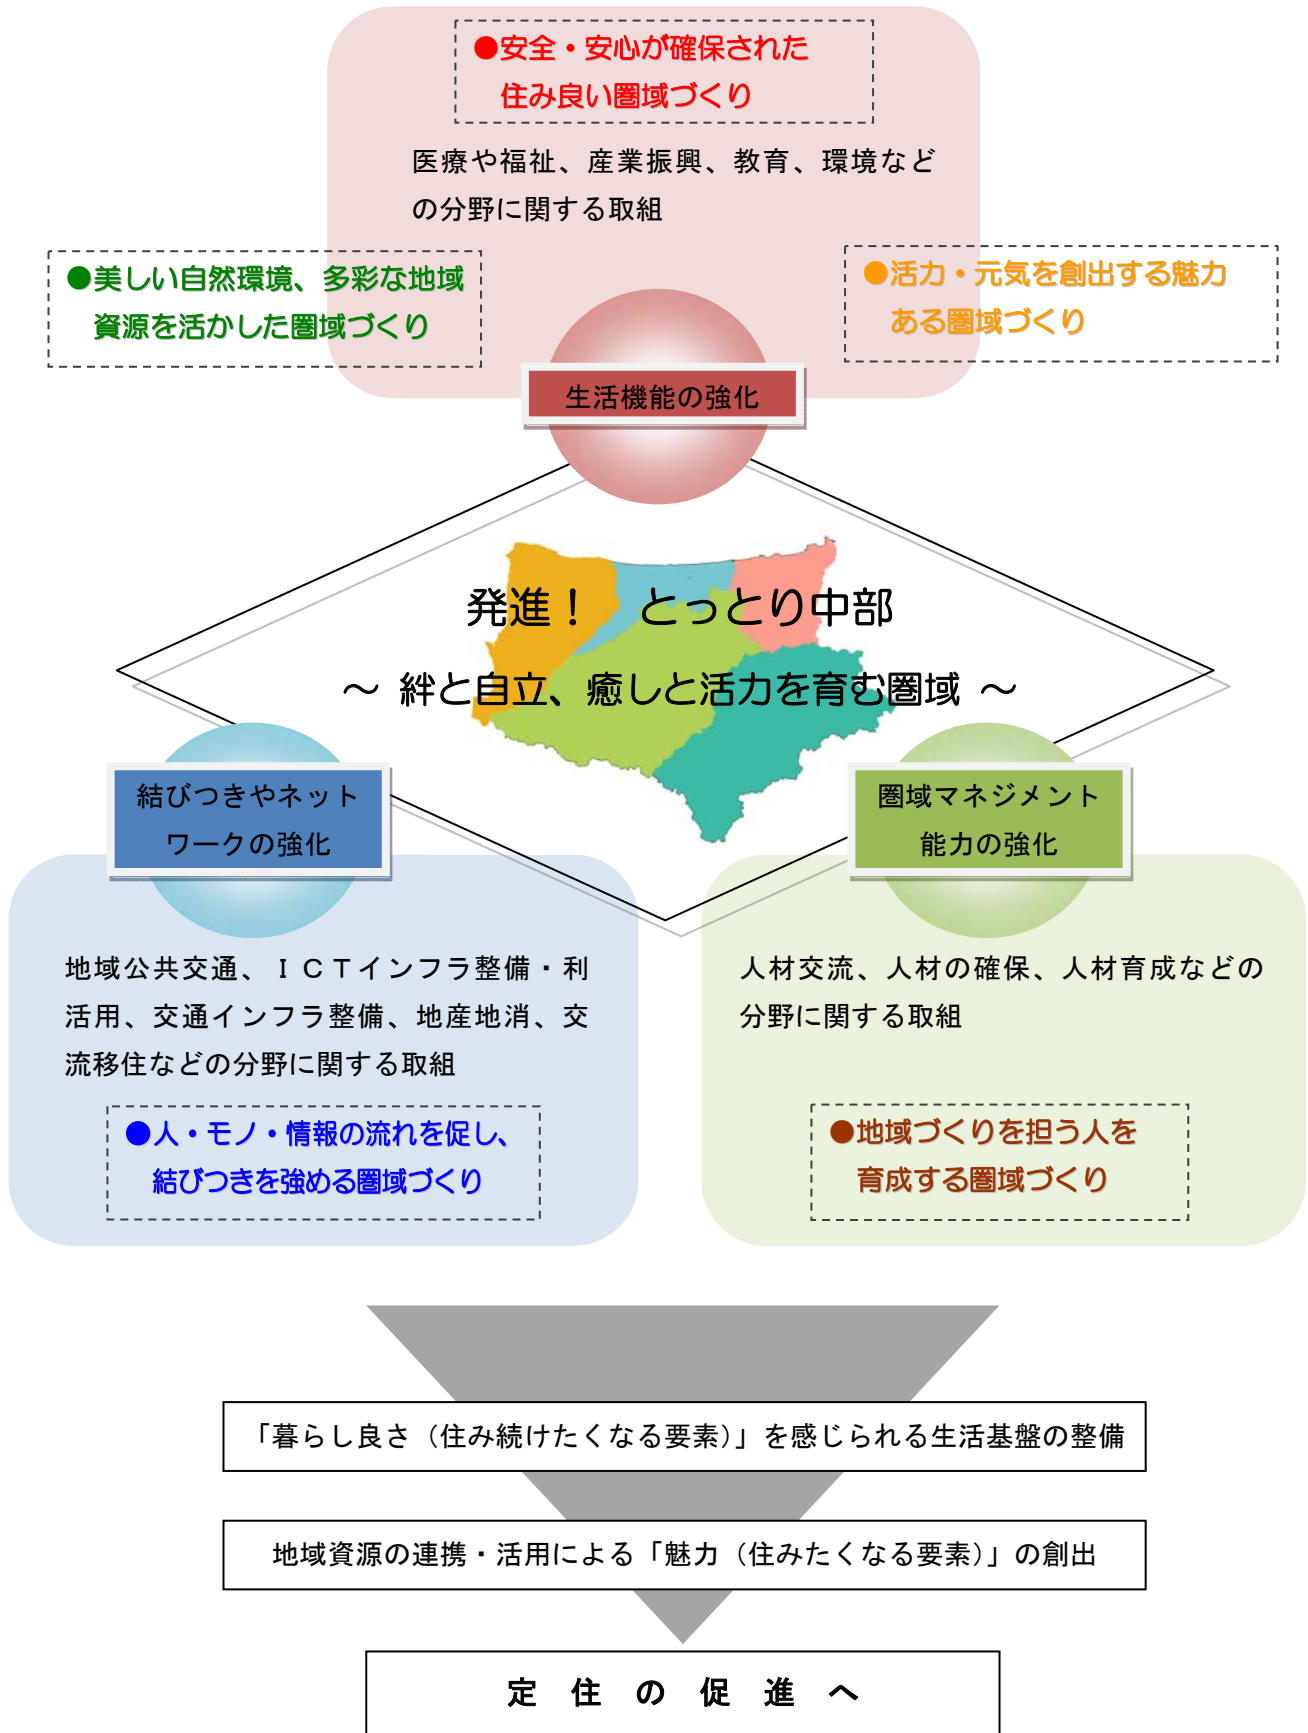 ●安全・安心が確保された
住み良い圏域づくり
医療や福祉、産業振興、教育、環境など
の分野に関する取組
●美しい自然環境、多彩な地域
資源を活かした圏域づくり
●活力・元気を創出する魅力
ある圏域づくり
生活機能の強化
発進！　とっとり中部
～ 絆と自立、癒しと活力を育む圏域 ～
結びつきやネット
ワークの強化
圏域マネジメント
能力の強化
地域公共交通、ＩＣＴインフラ整備・利
活用、交通インフラ整備、地産地消、交
流移住などの分野に関する取組
●人・モノ・情報の流れを促し、
結びつきを強める圏域づくり
人材交流、人材の確保、人材育成などの
分野に関する取組
●地域づくりを担う人を
育成する圏域づくり
「暮らし良さ（住み続けたくなる要素）」を感じられる生活基盤の整備
地域資源の連携・活用による「魅力（住みたくなる要素）」の創出
定　住　の　促　進　へ